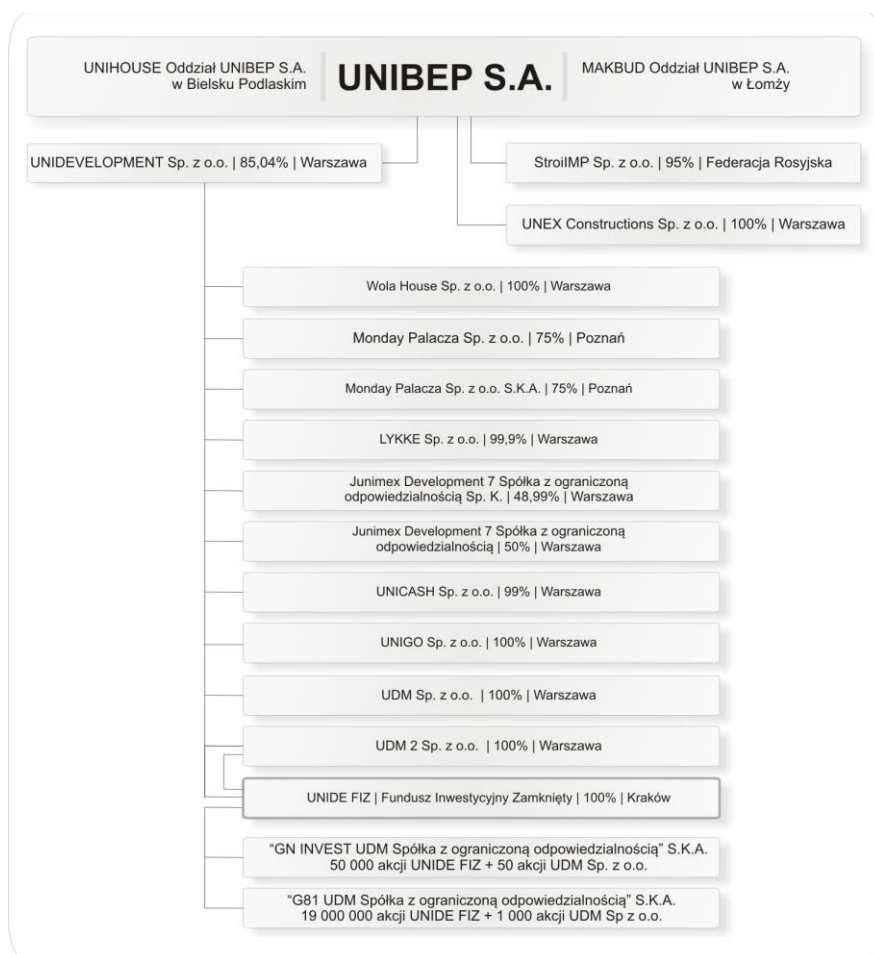 UNIHOUSE Oddział UNIBEP S.A.
w Bielsku Podlaskim
UNIBEP S.A.
MAKBUD Oddział UNIBEP S.A.
w Łomży
UNIDEVELOPMENT Sp. z o.o. | 85,04% | Warszawa
StroiIMP Sp. z o.o. | 95% | Federacja Rosyjska
UNEX Constructions Sp. z o.o. | 100% | Warszawa
Wola House Sp. z o.o. | 100% | Warszawa
Monday Palacza Sp. z o.o. | 75% | Poznań
Monday Palacza Sp. z o.o. S.K.A. | 75% | Poznań
LYKKE Sp. z o.o. | 99,9% | Warszawa
Junimex Development 7 Spółka z ograniczoną
odpowiedzialnością Sp. K. | 48,99% | Warszawa
Junimex Development 7 Spółka z ograniczoną
odpowiedzialnością | 50% | Warszawa
UNICASH Sp. z o.o. | 99% | Warszawa
UNIGO Sp. z o.o. | 100% | Warszawa
UDM Sp. z o.o. | 100% | Warszawa
UDM 2 Sp. z o.o. | 100% | Warszawa
UNIDE FIZ | Fundusz Inwestycyjny Zamknięty | 100% | Kraków
“GN INVEST UDM Spółka z ograniczoną odpowiedzialnością” S.K.A.
50 000 akcji UNIDE FIZ + 50 akcji UDM Sp. z o.o.
“G81 UDM Spółka z ograniczoną odpowiedzialnością” S.K.A.
19 000 000 akcji UNIDE FIZ + 1 000 akcji UDM Sp z o.o.